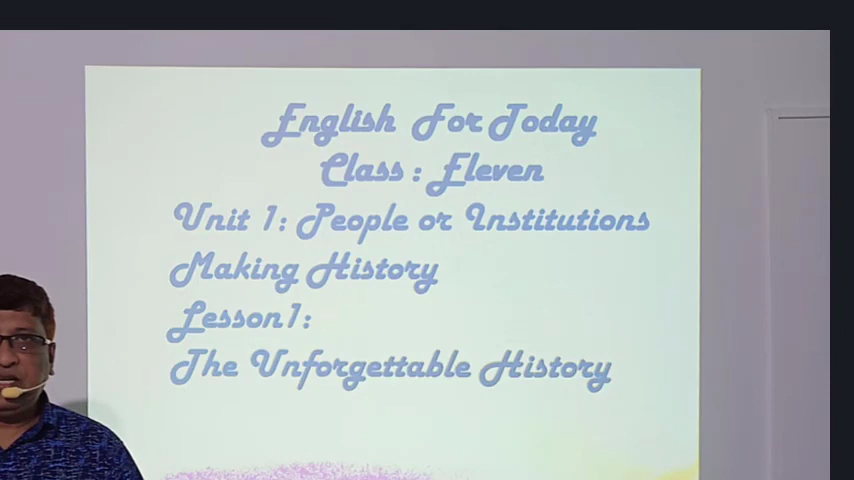 English For Today
Class : Eleven
Unit 1: People or Institutions
Making History
Lesson1:
The Unforgettable History